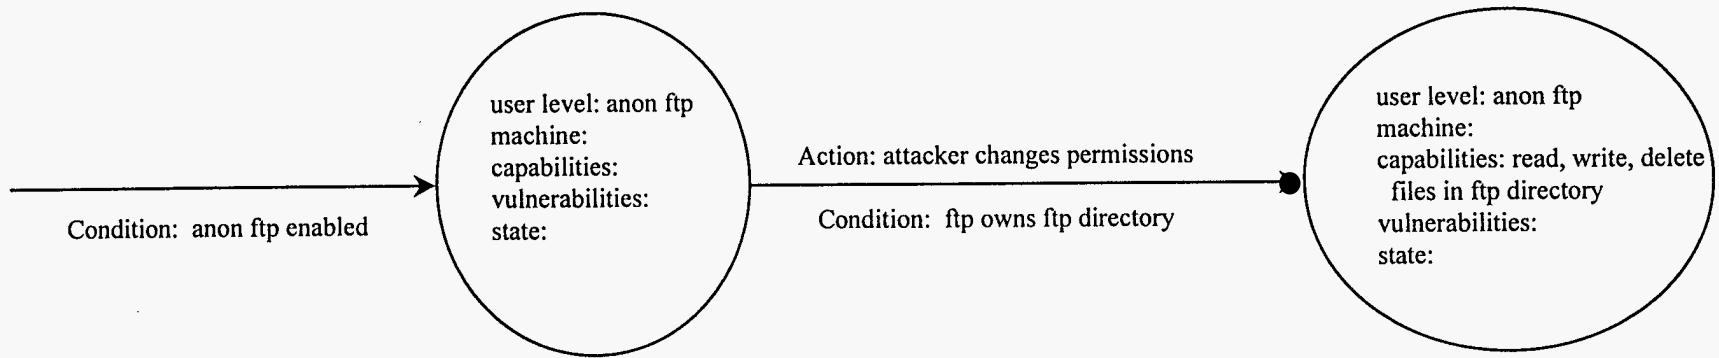 Condition: anon ftp enabled
user level: anon ftp
machine:
capabilities:
vulnerabilities:
state:
Action: attacker changes permissions
Condition: ftp owns ftp directory
user level: anon ftp
machine:
capabilities: read, write, delete
files in ftp directory
vulnerabilities:
state: